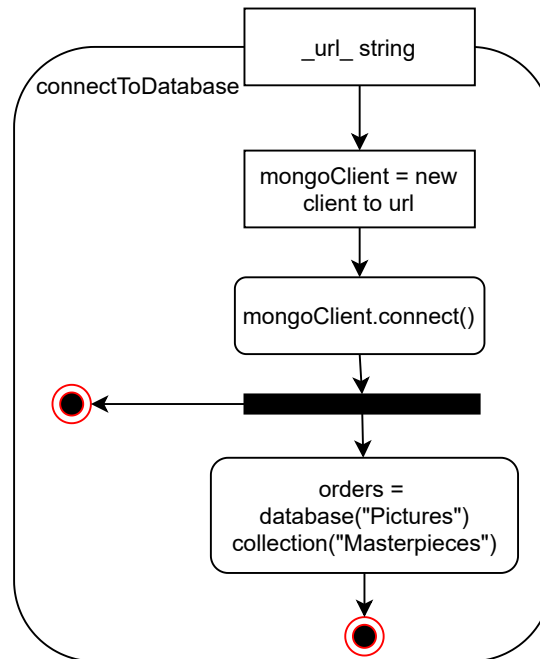 _url_ string
connectToDatabase
mongoClient = new
client to url
mongoClient.connect()
orders =
database("Pictures")
collection("Masterpieces")